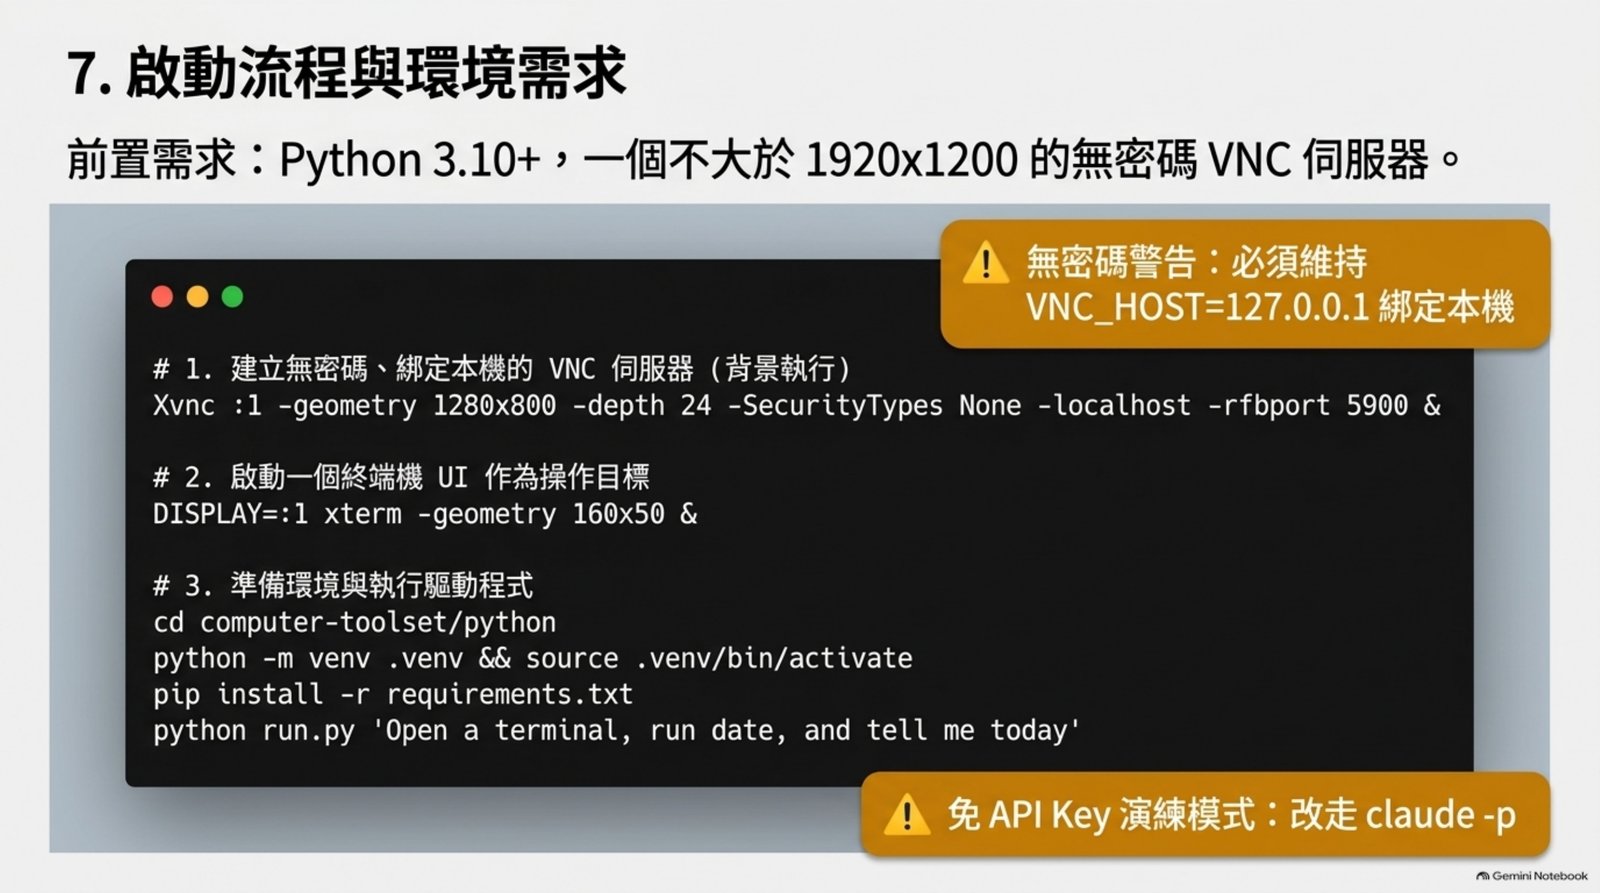 7. 啟動流程與環境需求
前置需求：Python 3.10+，一個不大於 1920x1200 的無密碼 VNC 伺服器。
無密碼警告：必須維持
VNC_HOST=127.0.0.1 綁定本機
# 1. 建立無密碼、綁定本機的 VNC 伺服器 (背景執行)
Xvnc :1 -geometry 1280x800 -depth 24 -SecurityTypes None -localhost -rfbport 5900 &
# 2. 啟動一個終端機 UI 作為操作目標
DISPLAY=:1 xterm -geometry 160x50 &
# 3. 準備環境與執行驅動程式
cd computer-toolset/python
python -m venv .venv && source .venv/bin/activate
pip install -r requirements.txt
python run.py 'Open a terminal, run date, and tell me today'
免 API Key 演練模式：改走 claude -p
Gemini Notebook